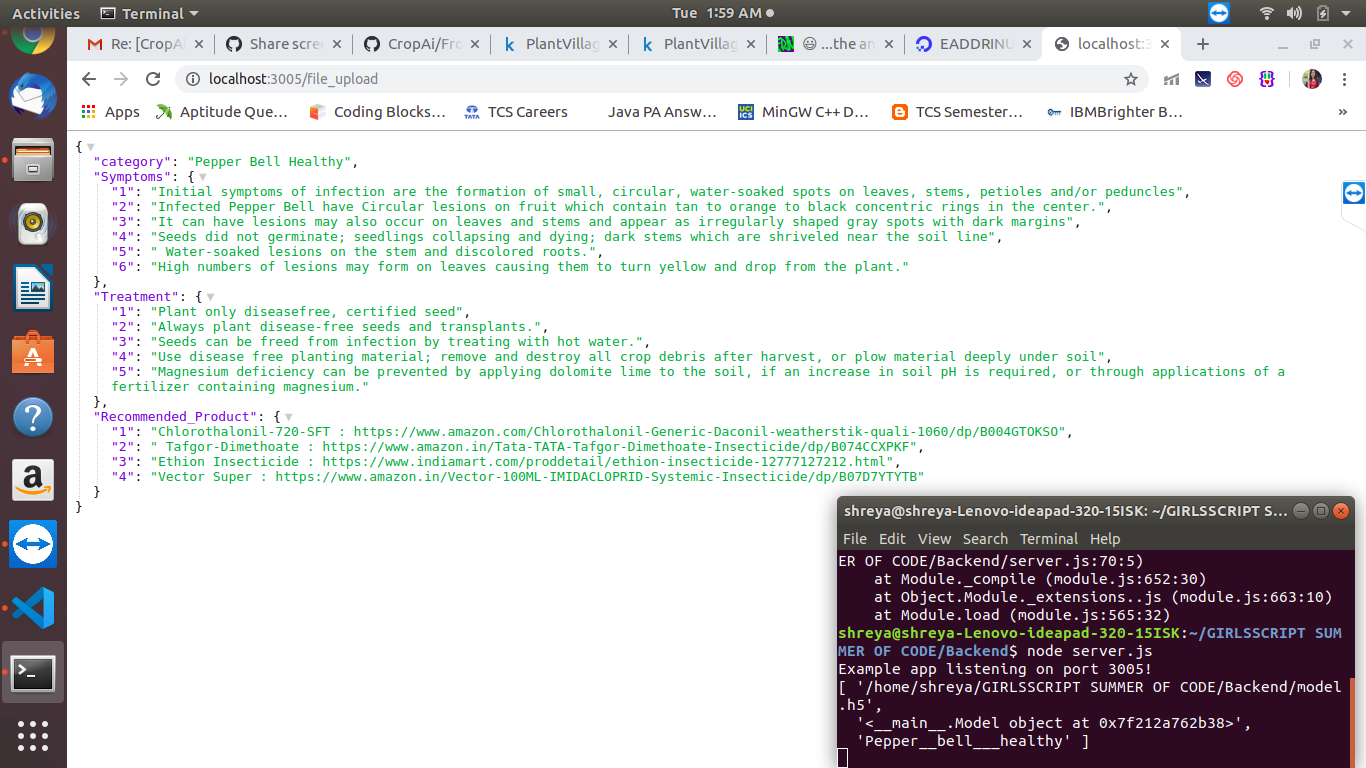 Activities Terminal Tue 1:59 AM
Re: [CropA Share scre CropAi/Fro PlantVillag PlantVillag ...the an EADDRINU localhost:3
localhost:3005/file_upload
Apps Aptitude Que... Coding Blocks... TATA TCS Careers Java PA Answ... UCI ICS MinGW C++ D... TCS Semester... IBMBrighter B... »
{
"category": "Pepper Bell Healthy",
"Symptoms": {
"1": "Initial symptoms of infection are the formation of small, circular, water-soaked spots on leaves, stems, petioles and/or peduncles",
"2": "Infected Pepper Bell have Circular lesions on fruit which contain tan to orange to black concentric rings in the center.",
"3": "It can have lesions may also occur on leaves and stems and appear as irregularly shaped gray spots with dark margins",
"4": "Seeds did not germinate; seedlings collapsing and dying; dark stems which are shriveled near the soil line",
"5": " Water-soaked lesions on the stem and discolored roots.",
"6": "High numbers of lesions may form on leaves causing them to turn yellow and drop from the plant."
},
"Treatment": {
"1": "Plant only diseasefree, certified seed",
"2": "Always plant disease-free seeds and transplants.",
"3": "Seeds can be freed from infection by treating with hot water.",
"4": "Use disease free planting material; remove and destroy all crop debris after harvest, or plow material deeply under soil",
"5": "Magnesium deficiency can be prevented by applying dolomite lime to the soil, if an increase in soil pH is required, or through applications of a
fertilizer containing magnesium."
},
"Recommended_Product": {
"1": "Chlorothalonil-720-SFT : https://www.amazon.com/Chlorothalonil-Generic-Daconil-weatherstik-quali-1060/dp/B004GTOKSO",
"2": " Tafgor-Dimethoate : https://www.amazon.in/Tata-TATA-Tafgor-Dimethoate-Insecticide/dp/B074CCXPKF",
"3": "Ethion Insecticide : https://www.indiamart.com/proddetail/ethion-insecticide-12777127212.html",
"4": "Vector Super : https://www.amazon.in/Vector-100ML-IMIDACLOPRID-Systemic-Insecticide/dp/B07D7YTYTB"
}
}
shreya@shreya-Lenovo-ideapad-320-15ISK: ~/GIRLSSCRIPT S...
File Edit View Search Terminal Help
ER OF CODE/Backend/server.js:70:5)
at Module._compile (module.js:652:30)
at Object.Module._extensions..js (module.js:663:10)
at Module.load (module.js:565:32)
shreya@shreya-Lenovo-ideapad-320-15ISK:~/GIRLSSCRIPT SUM
MER OF CODE/Backend$ node server.js
Example app listening on port 3005!
[ '/home/shreya/GIRLSSCRIPT SUMMER OF CODE/Backend/model
.h5',
'<__main__.Model object at 0x7f212a762b38>',
'Pepper__bell___healthy' ]